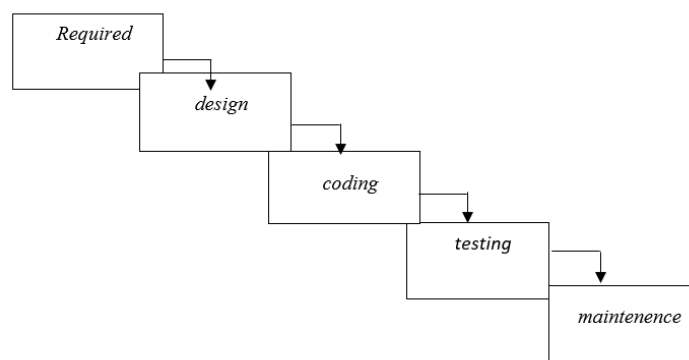 Required
design
coding
testing
maintenence